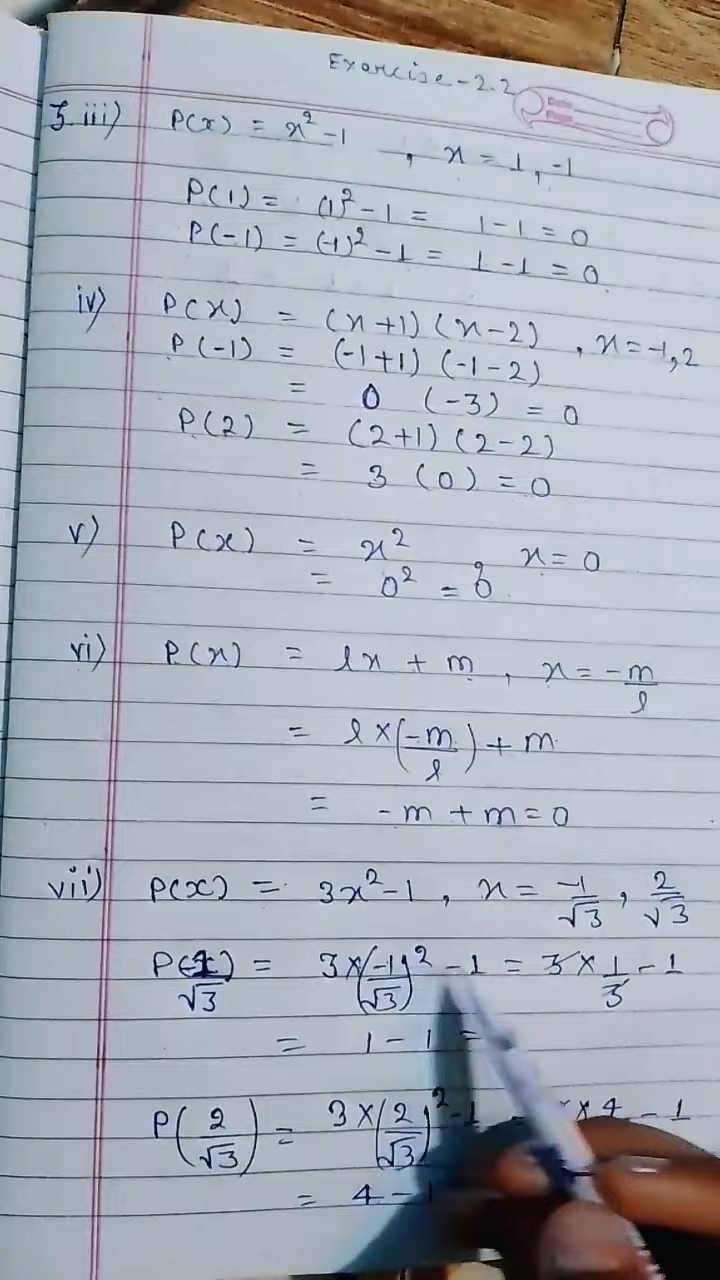 Exercise-2.2
3.iii) P(x) = x²-1 , x = 1, -1
P(1) = (1)²-1 = 1-1 = 0
P(-1) = (-1)²-1 = 1-1 = 0
iv) P(x) = (x+1) (x-2) , x = -1, 2
P(-1) = (-1+1) (-1-2)
= 0 (-3) = 0
P(2) = (2+1) (2-2)
= 3 (0) = 0
v) P(x) = x² , x = 0
= 0² = 0
vi) P(x) = lx + m , x = -m/l
= l×(-m/l) + m
= -m + m = 0
vii) P(x) = 3x²-1 , x = -1/√3 , 2/√3
P(-1/√3) = 3×(-1/√3)² -1 = 3×1/3 -1
= 1-1 =
P(2/√3) = 3×(2/√3)² -1 = ×4 -1
= 4-1